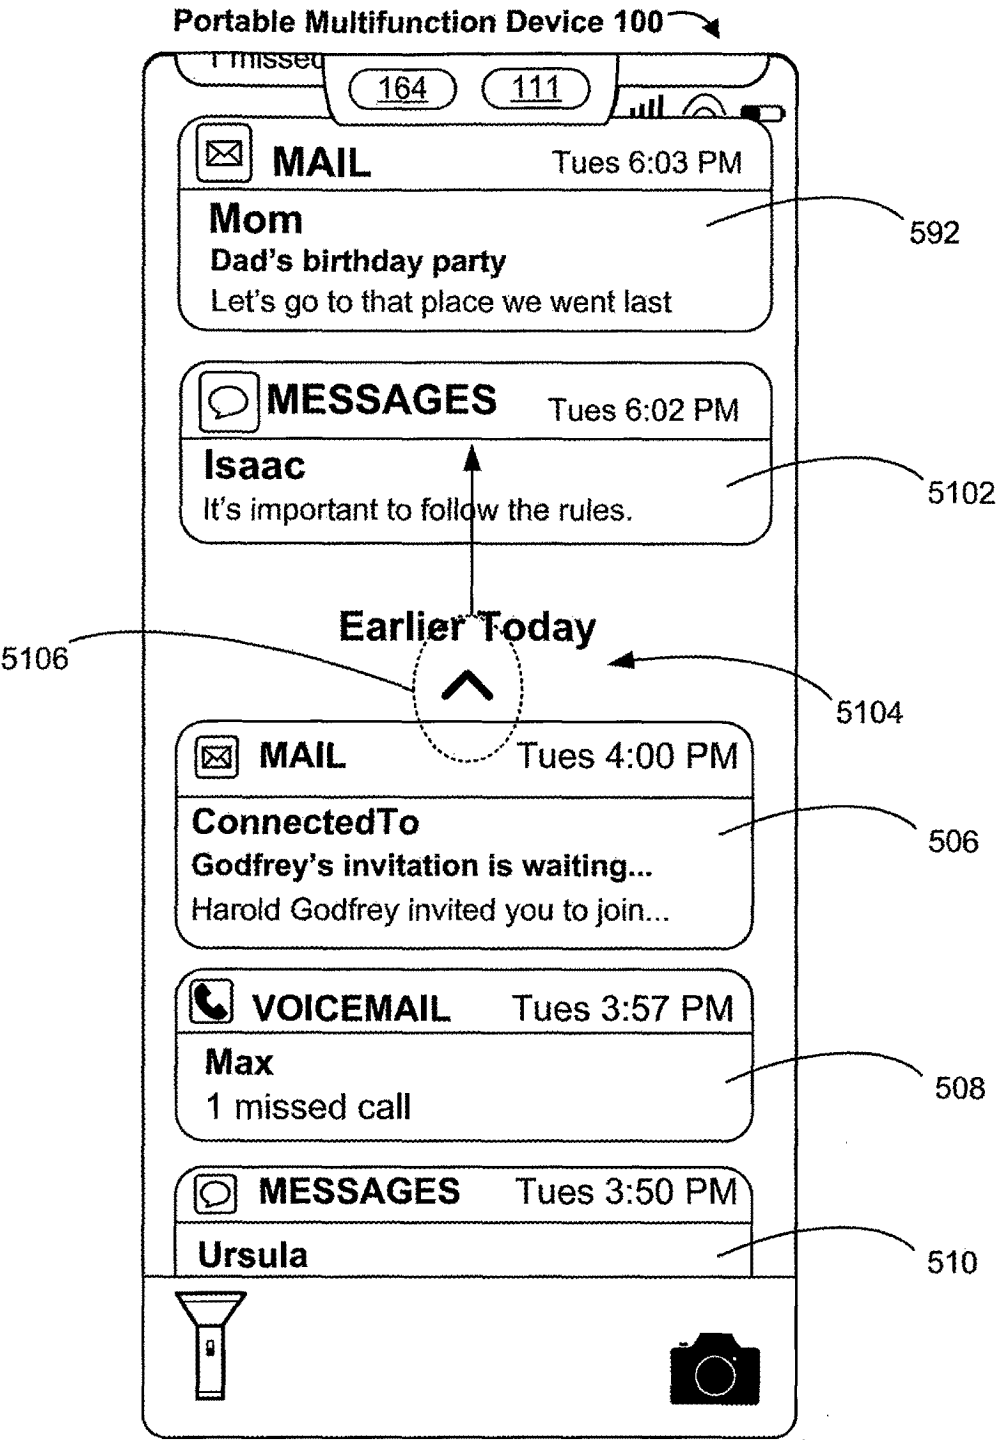 Portable Multifunction Device 100
1 missed
164 111
MAIL Tues 6:03 PM
592
Mom
Dad's birthday party
Let's go to that place we went last
MESSAGES Tues 6:02 PM
Isaac
5102
It's important to follow the rules.
Earlier Today
5106
5104
MAIL Tues 4:00 PM
ConnectedTo
506
Godfrey's invitation is waiting...
Harold Godfrey invited you to join...
VOICEMAIL Tues 3:57 PM
Max
508
1 missed call
MESSAGES Tues 3:50 PM
Ursula
510